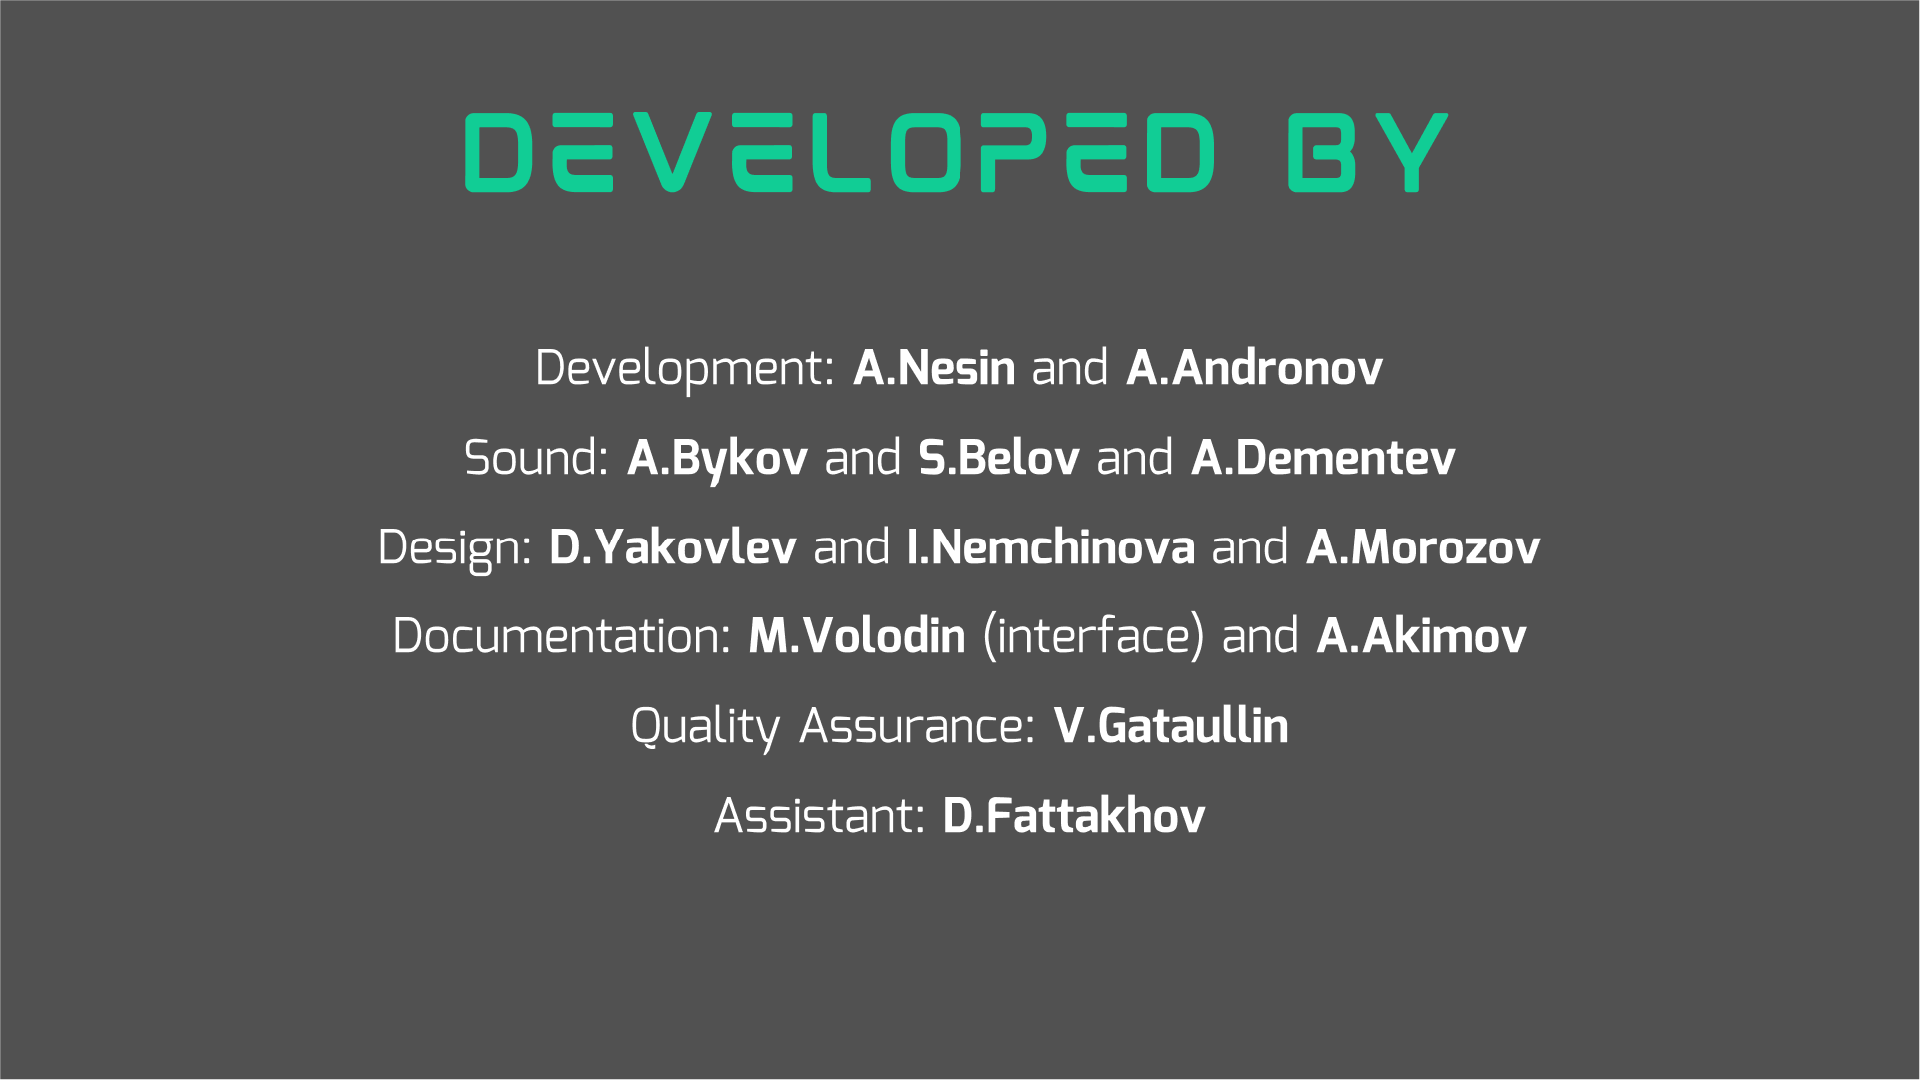 DEVELOPED BY
Development: A.Nesin and A.Andronov
Sound: A.Bykov and S.Belov and A.Dementev
Design: D.Yakovlev and I.Nemchinova and A.Morozov
Documentation: M.Volodin (interface) and A.Akimov
Quality Assurance: V.Gataullin
Assistant: D.Fattakhov